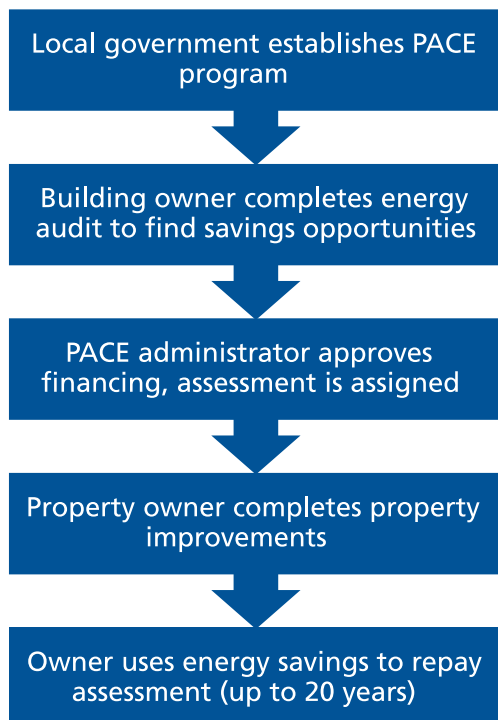 Local government establishes PACE
program
Building owner completes energy
audit to find savings opportunities
PACE administrator approves
financing, assessment is assigned
Property owner completes property
improvements
Owner uses energy savings to repay
assessment (up to 20 years)